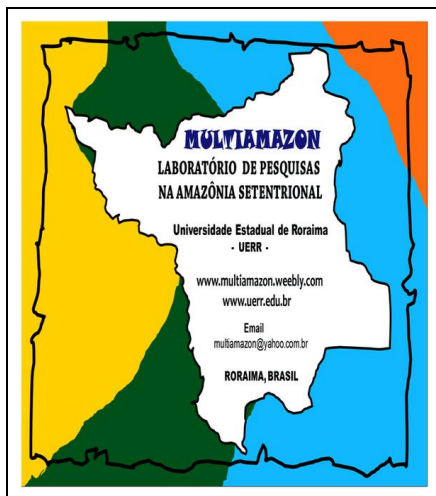 MULTIAMAZON
LABORATÓRIO DE PESQUISAS
NA AMAZÔNIA SETENTRIONAL
Universidade Estadual de Roraima
- UERR -
www.multiamazon.weebly.com
www.uerr.edu.br
Email
multiamazon@yahoo.com.br
RORAIMA, BRASIL